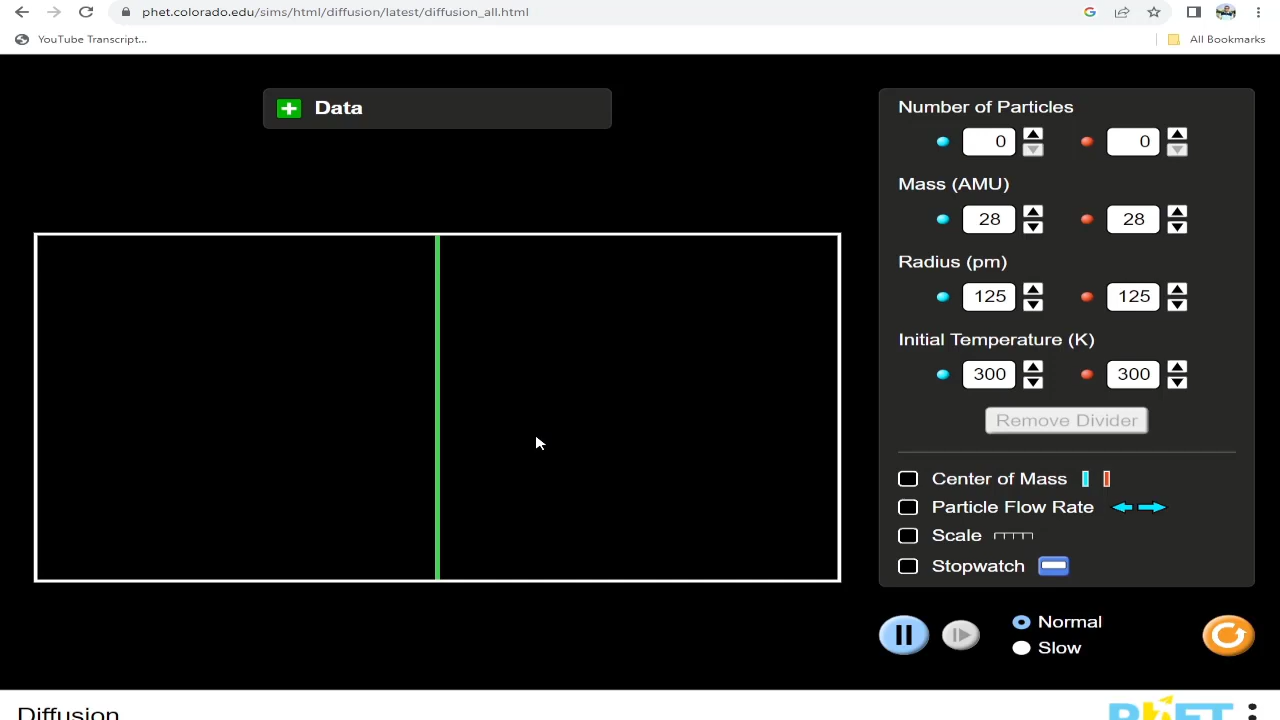 phet.colorado.edu/sims/html/diffusion/latest/diffusion_all.html
YouTube Transcript...
All Bookmarks
Data
Number of Particles
0 0
Mass (AMU)
28 28
Radius (pm)
125 125
Initial Temperature (K)
300 300
Remove Divider
Center of Mass
Particle Flow Rate
Scale
Stopwatch
Normal
Slow
Diffusion
PhET